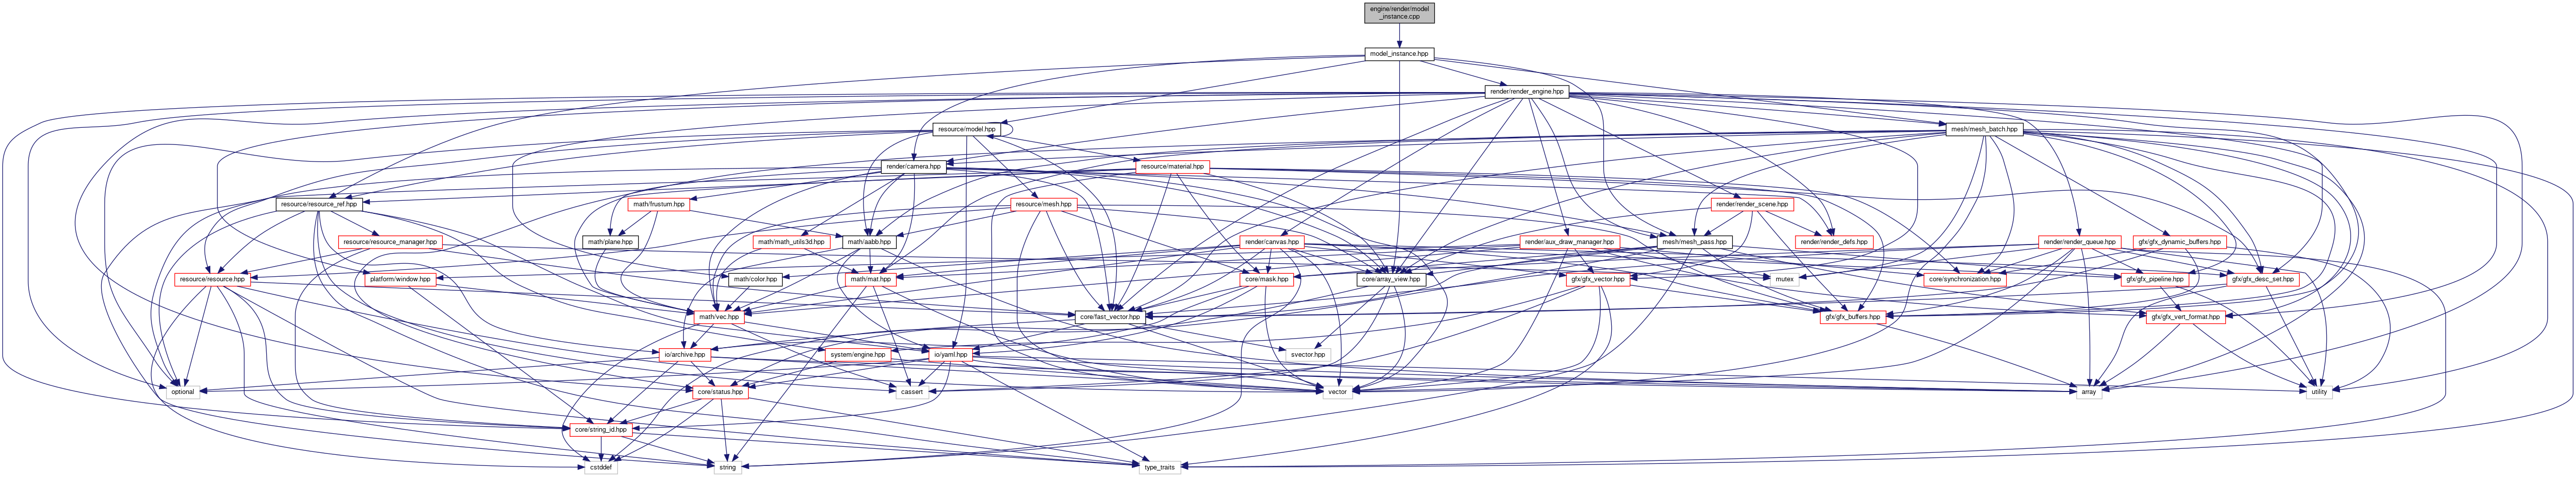 engine/render/model
_instance.cpp
model_instance.hpp
render/render_engine.hpp
resource/model.hpp
mesh/mesh_batch.hpp
render/camera.hpp
resource/material.hpp
resource/resource_ref.hpp
math/frustum.hpp
resource/mesh.hpp
render/render_scene.hpp
resource/resource_manager.hpp
math/plane.hpp
math/math_utils3d.hpp
math/aabb.hpp
render/canvas.hpp
render/aux_draw_manager.hpp
mesh/mesh_pass.hpp
render/render_defs.hpp
render/render_queue.hpp
gfx/gfx_dynamic_buffers.hpp
resource/resource.hpp
platform/window.hpp
math/color.hpp
math/mat.hpp
core/mask.hpp
core/array_view.hpp
gfx/gfx_vector.hpp
mutex
core/synchronization.hpp
gfx/gfx_pipeline.hpp
gfx/gfx_desc_set.hpp
math/vec.hpp
core/fast_vector.hpp
gfx/gfx_buffers.hpp
gfx/gfx_vert_format.hpp
io/archive.hpp
system/engine.hpp
io/yaml.hpp
svector.hpp
optional
core/status.hpp
cassert
vector
array
utility
core/string_id.hpp
cstddef
string
type_traits